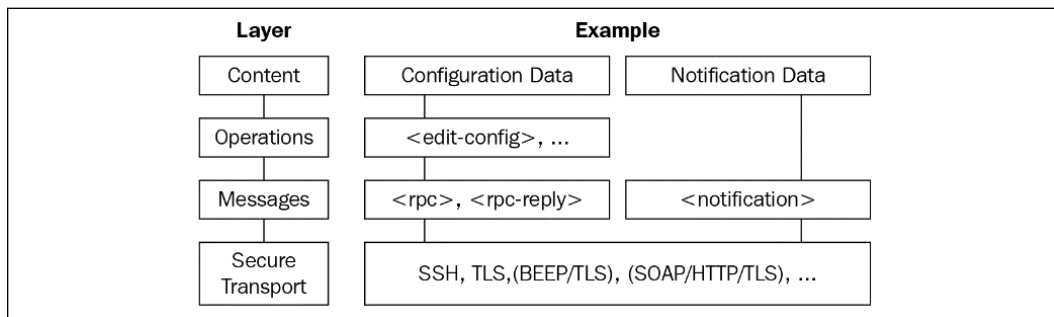 Layer Example
Content Configuration Data Notification Data
Operations <edit-config>, ...
Messages <rpc>, <rpc-reply> <notification>
Secure
Transport SSH, TLS,(BEEP/TLS), (SOAP/HTTP/TLS), ...